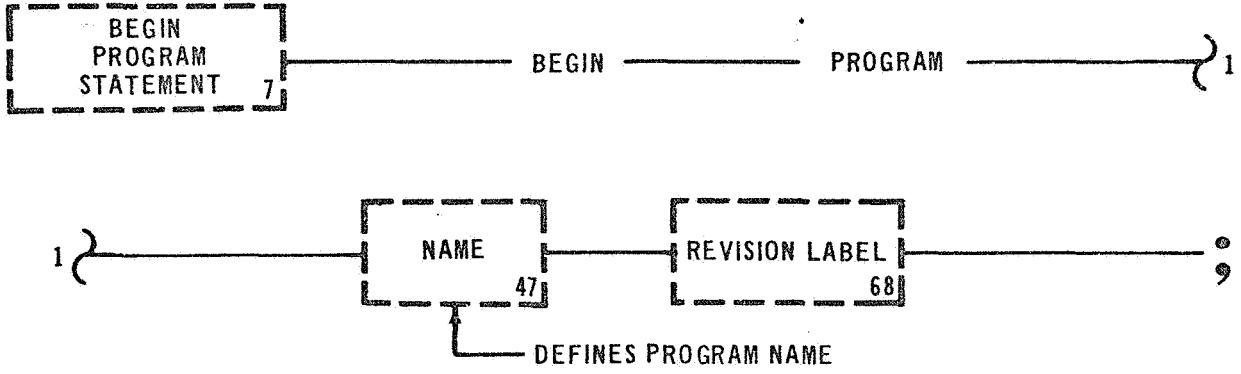 BEGIN
PROGRAM
STATEMENT 7
BEGIN PROGRAM 1
1 NAME 47 REVISION LABEL 68 ;
DEFINES PROGRAM NAME